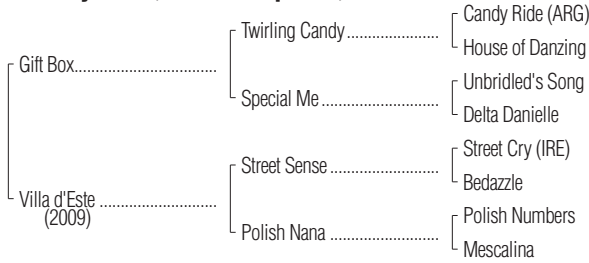 Candy Ride (ARG)
Twirling Candy
House of Danzing
Gift Box
Unbridled's Song
Special Me
Delta Danielle
Street Cry (IRE)
Street Sense
Bedazzle
Villa d'Este
(2009)
Polish Numbers
Polish Nana
Mescalina